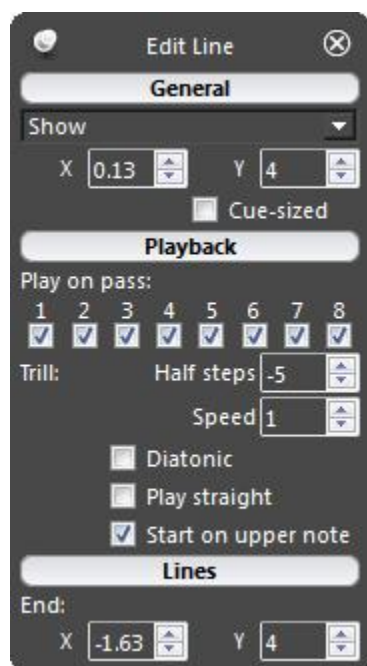 Edit Line
General
Show
X 0.13 Y 4
Cue-sized
Playback
Play on pass:
1 2 3 4 5 6 7 8
Trill: Half steps -5
Speed 1
Diatonic
Play straight
Start on upper note
Lines
End:
X -1.63 Y 4